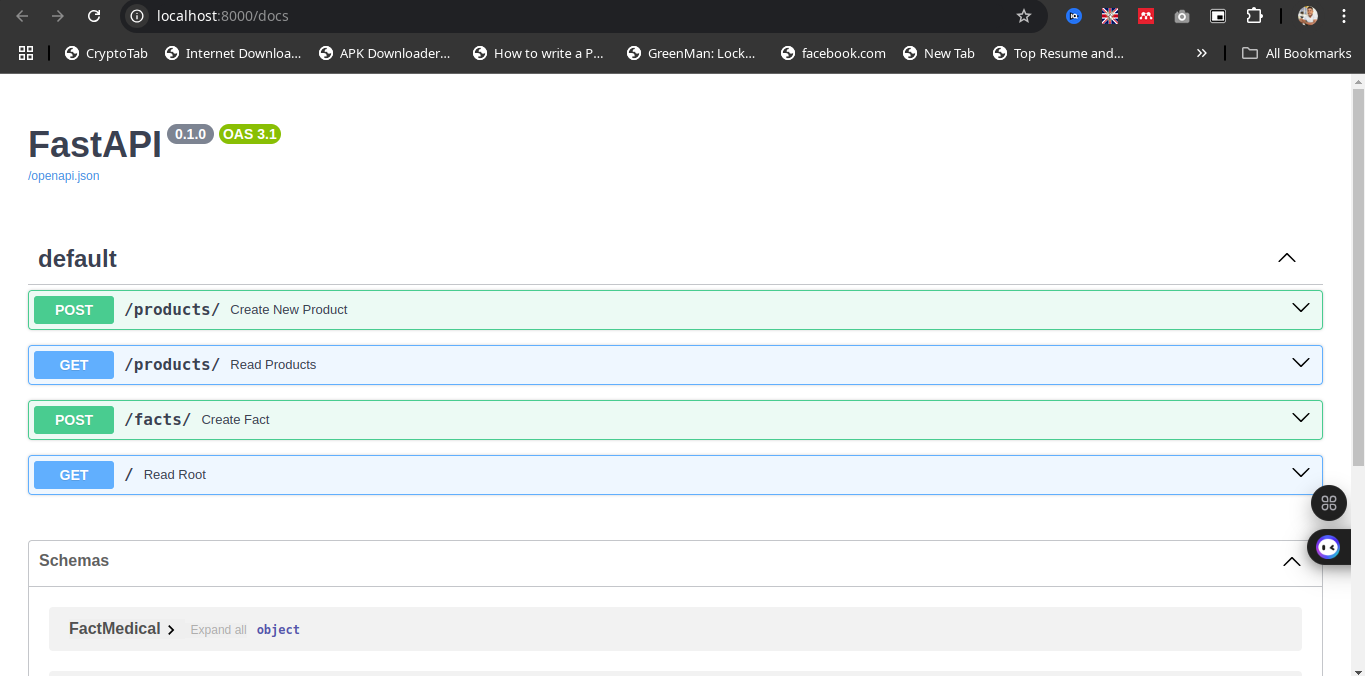 localhost:8000/docs
CryptoTab Internet Downloa... APK Downloader... How to write a P... GreenMan: Lock... facebook.com New Tab Top Resume and... » All Bookmarks
FastAPI 0.1.0 OAS 3.1
/openapi.json
default
POST /products/ Create New Product
GET /products/ Read Products
POST /facts/ Create Fact
GET / Read Root
Schemas
FactMedical Expand all object